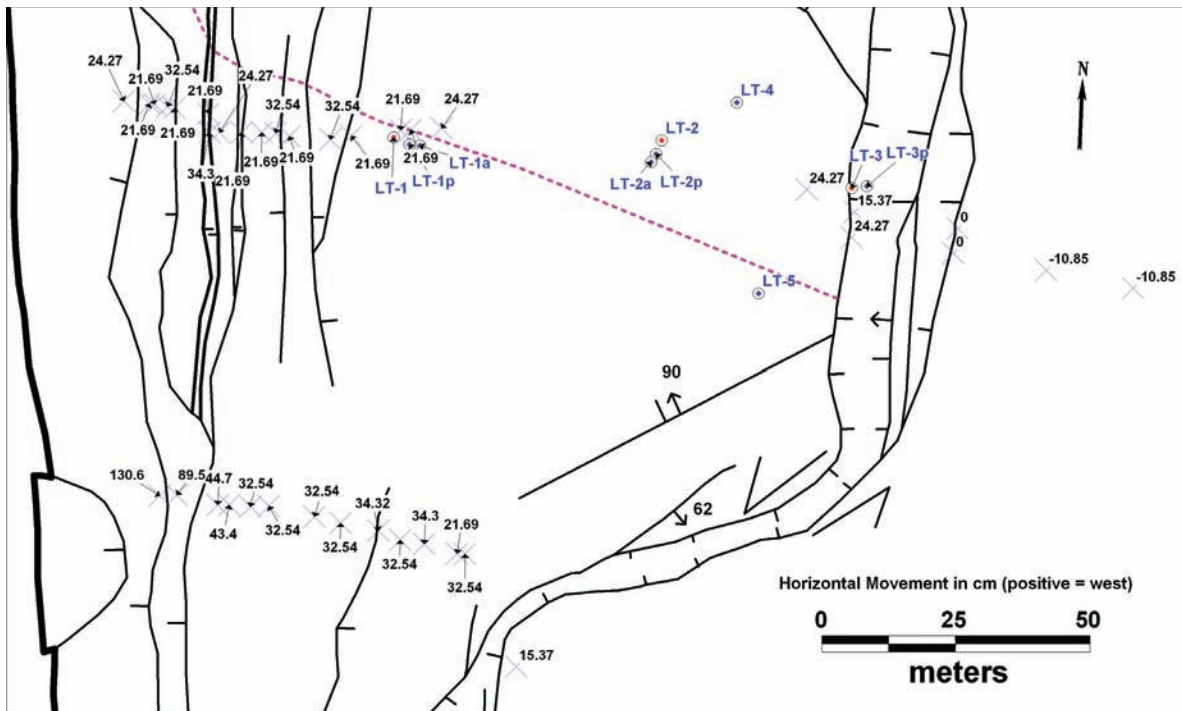 24.27
32.54
21.69
24.27
21.69
21.69
21.69
34.3
21.69
32.54
21.69
21.69
32.54
21.69
21.69
24.27
21.69
LT-1
LT-1p
LT-1a
LT-4
LT-2
LT-2a
LT-2p
LT-3
LT-3p
24.27
15.37
24.27
0
0
-10.85
-10.85
N
LT-5
90
130.6
89.5
44.7
32.54
43.4
32.54
32.54
32.54
34.32
32.54
34.3
21.69
32.54
62
15.37
Horizontal Movement in cm (positive = west)
0 25 50
meters